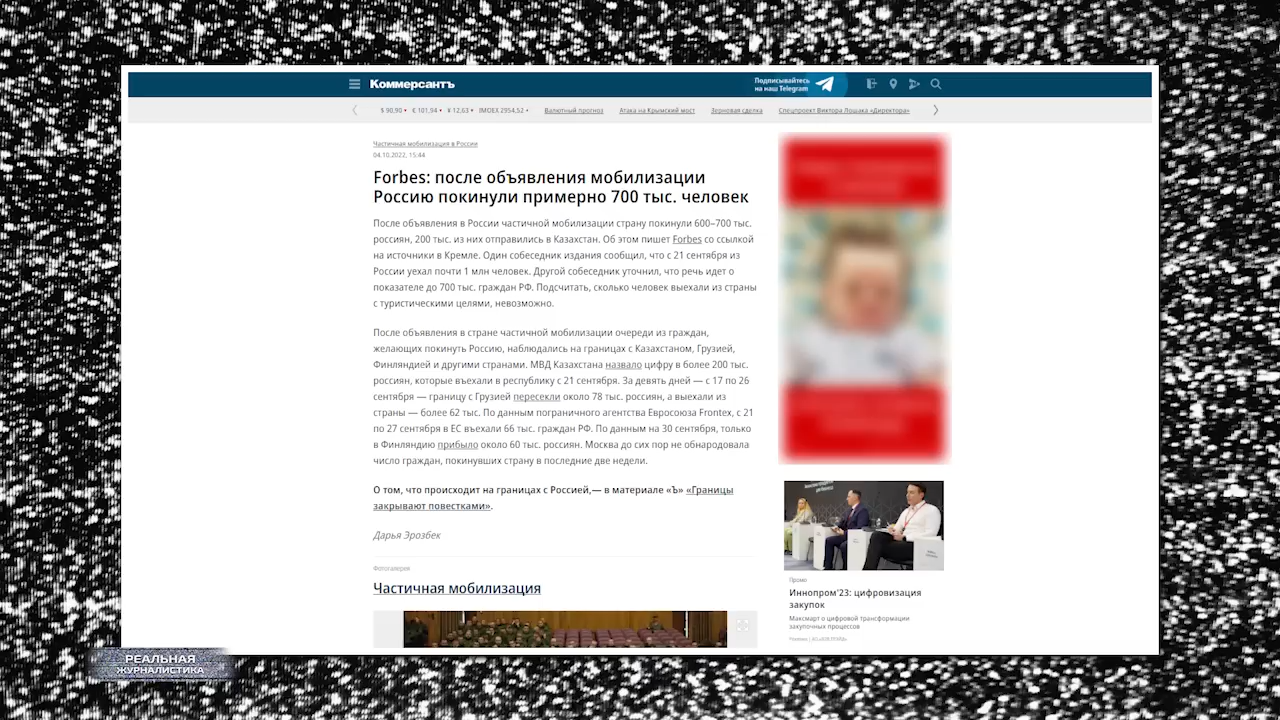 Коммерсантъ
Подписывайтесь
на наш Telegram
$ 90,90 € 101,94 ¥ 12,63 IMOEX 2954,52 Валютный прогноз Атака на Крымский мост Зерновая сделка Спецпроект Виктора Лошака «Директора»
Частичная мобилизация в России
04.10.2022, 15:44
Forbes: после объявления мобилизации
Россию покинули примерно 700 тыс. человек
После объявления в России частичной мобилизации страну покинули 600–700 тыс.
россиян, 200 тыс. из них отправились в Казахстан. Об этом пишет Forbes со ссылкой
на источники в Кремле. Один собеседник издания сообщил, что с 21 сентября из
России уехал почти 1 млн человек. Другой собеседник уточнил, что речь идет о
показателе до 700 тыс. граждан РФ. Подсчитать, сколько человек выехали из страны
с туристическими целями, невозможно.
После объявления в стране частичной мобилизации очереди из граждан,
желающих покинуть Россию, наблюдались на границах с Казахстаном, Грузией,
Финляндией и другими странами. МВД Казахстана назвало цифру в более 200 тыс.
россиян, которые въехали в республику с 21 сентября. За девять дней — с 17 по 26
сентября — границу с Грузией пересекли около 78 тыс. россиян, а выехали из
страны — более 62 тыс. По данным пограничного агентства Евросоюза Frontex, с 21
по 27 сентября в ЕС въехали 66 тыс. граждан РФ. По данным на 30 сентября, только
в Финляндию прибыло около 60 тыс. россиян. Москва до сих пор не обнародовала
число граждан, покинувших страну в последние две недели.
О том, что происходит на границах с Россией,— в материале «Ъ» «Границы
закрывают повестками».
Дарья Эрозбек
Фотогалерея
Частичная мобилизация
Промо
Иннопром'23: цифровизация
закупок
Максмарт о цифровой трансформации
закупочных процессов
РЕАЛЬНАЯ
ЖУРНАЛИСТИКА